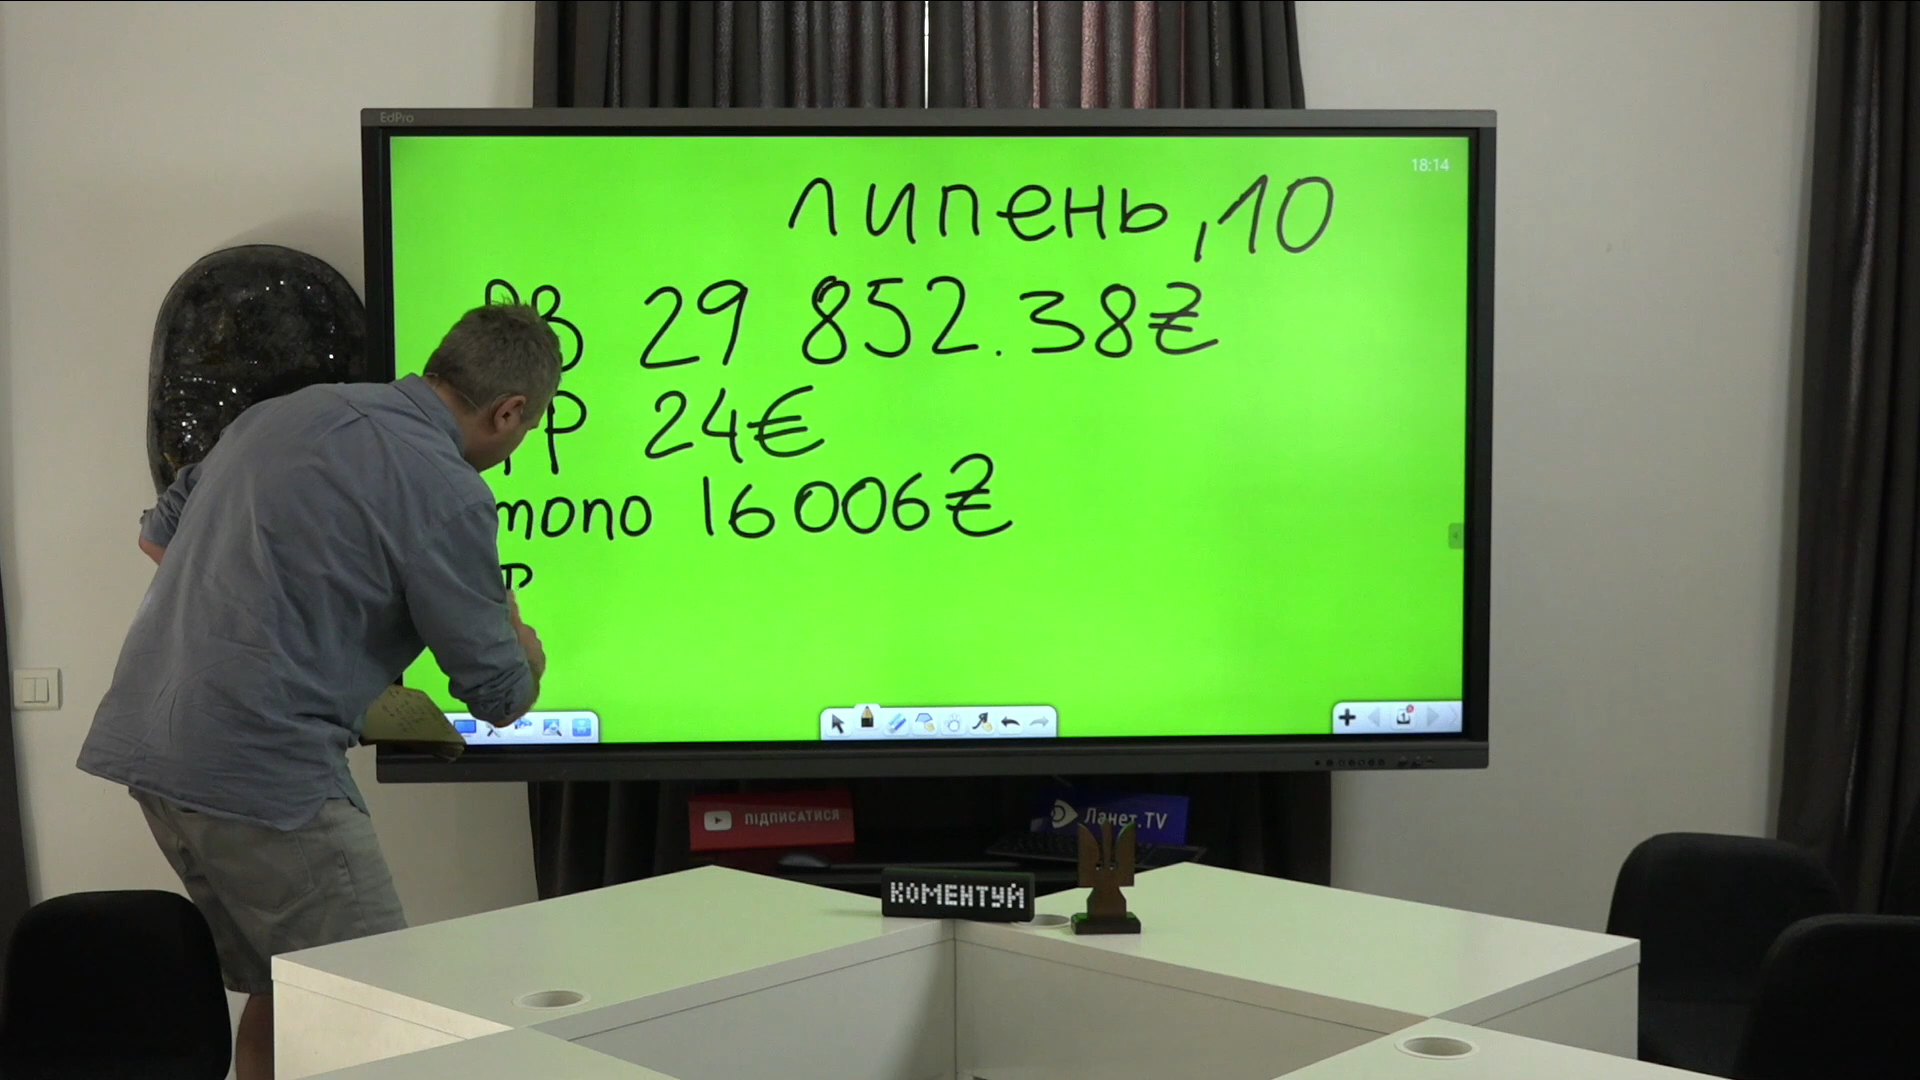 EdPro
18:14
липень, 10
29 852.38₴
24€
mono 16006₴
ПІДПИСАТИСЯ
Ланет.TV
КОМЕНТУЙ